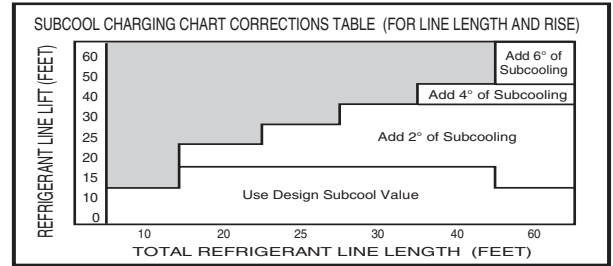 SUBCOOL CHARGING CHART CORRECTIONS TABLE (FOR LINE LENGTH AND RISE)
REFRIGERANT LINE LIFT (FEET)
60
50
40
30
25
20
15
10
0
Add 6° of
Subcooling
Add 4° of Subcooling
Add 2° of Subcooling
Use Design Subcool Value
10 20 25 30 40 60
TOTAL REFRIGERANT LINE LENGTH (FEET)